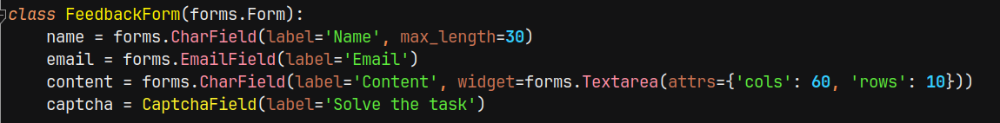 class FeedbackForm(forms.Form):
    name = forms.CharField(label='Name', max_length=30)
    email = forms.EmailField(label='Email')
    content = forms.CharField(label='Content', widget=forms.Textarea(attrs={'cols': 60, 'rows': 10}))
    captcha = CaptchaField(label='Solve the task')